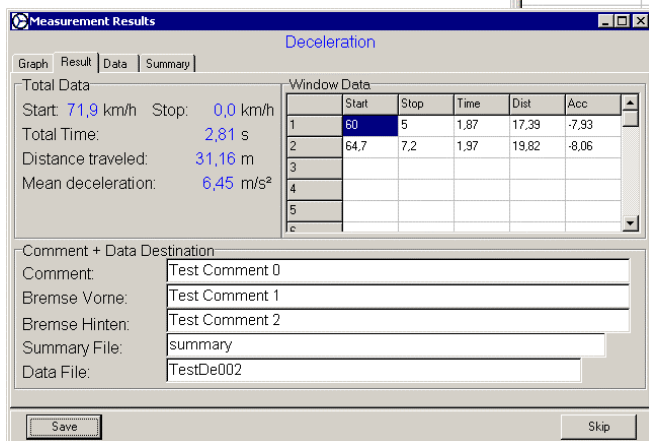 Measurement Results
Deceleration
Graph Result Data Summary
Total Data
Start: 71,9 km/h Stop: 0,0 km/h
Total Time: 2,81 s
Distance traveled: 31,16 m
Mean deceleration: 6,45 m/s²
Window Data
Start Stop Time Dist Acc
1 60 5 1,87 17,39 -7,93
2 64,7 7,2 1,97 19,82 -8,06
3
4
5
6
Comment + Data Destination
Comment: Test Comment 0
Bremse Vorne: Test Comment 1
Bremse Hinten: Test Comment 2
Summary File: summary
Data File: TestDe002
Save Skip